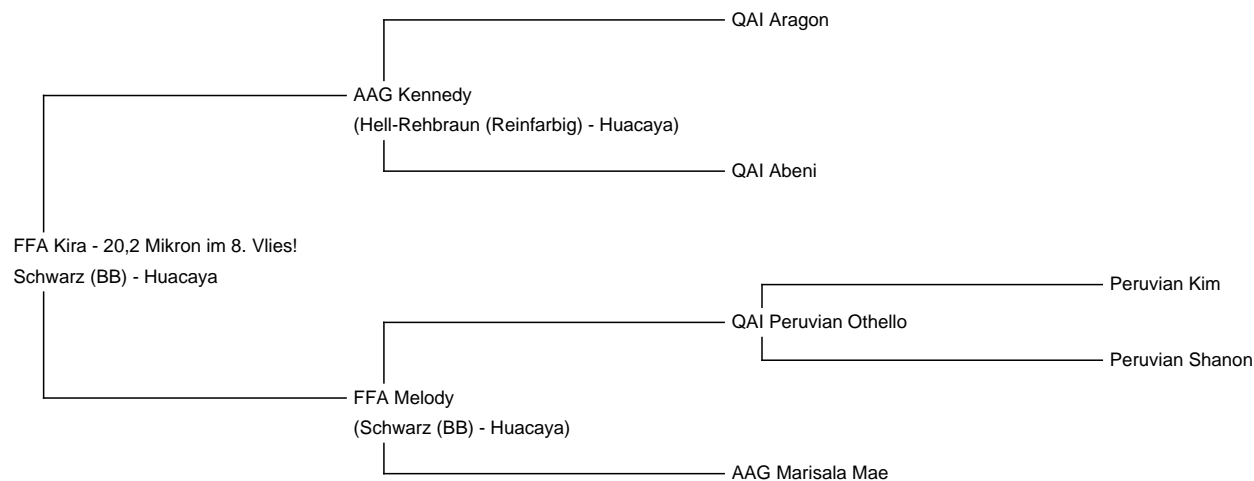 QAI Aragon
AAG Kennedy
(Hell-Rehbraun (Reinfarbig) - Huacaya)
QAI Abeni
FFA Kira - 20,2 Mikron im 8. Vlies!
Schwarz (BB) - Huacaya
Peruvian Kim
QAI Peruvian Othello
Peruvian Shanon
FFA Melody
(Schwarz (BB) - Huacaya)
AAG Marisala Mae